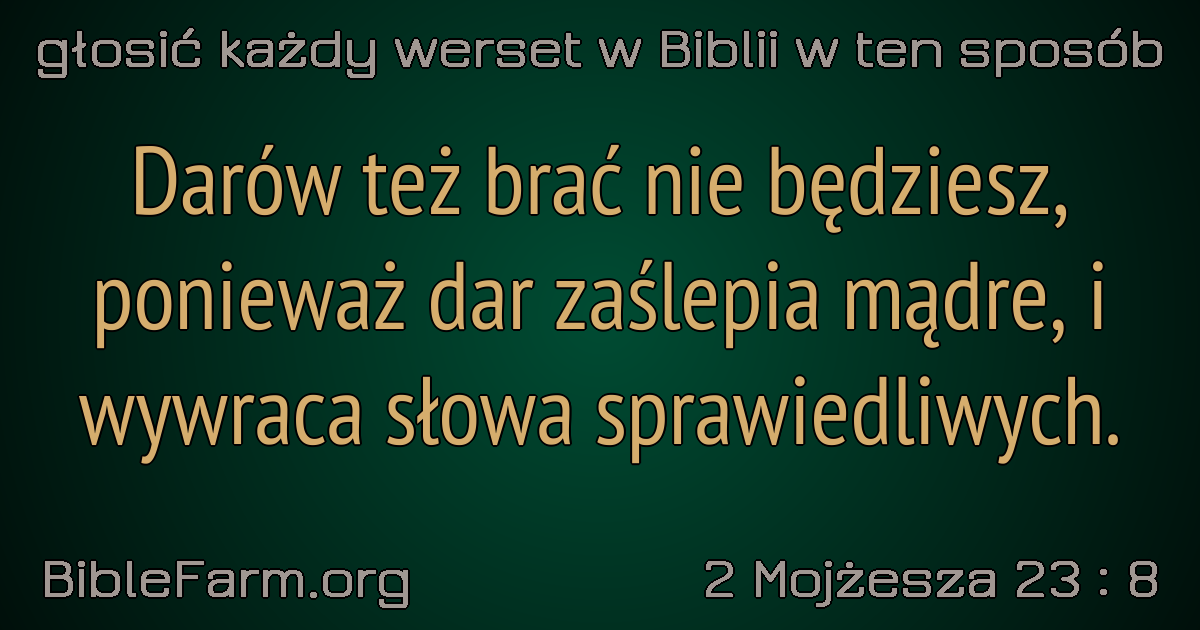 głosić każdy werset w Biblii w ten sposób
Darów też brać nie będziesz,
ponieważ dar zaślepia mądre, i
wywraca słowa sprawiedliwych.
BibleFarm.org
2 Mojżesza 23 : 8